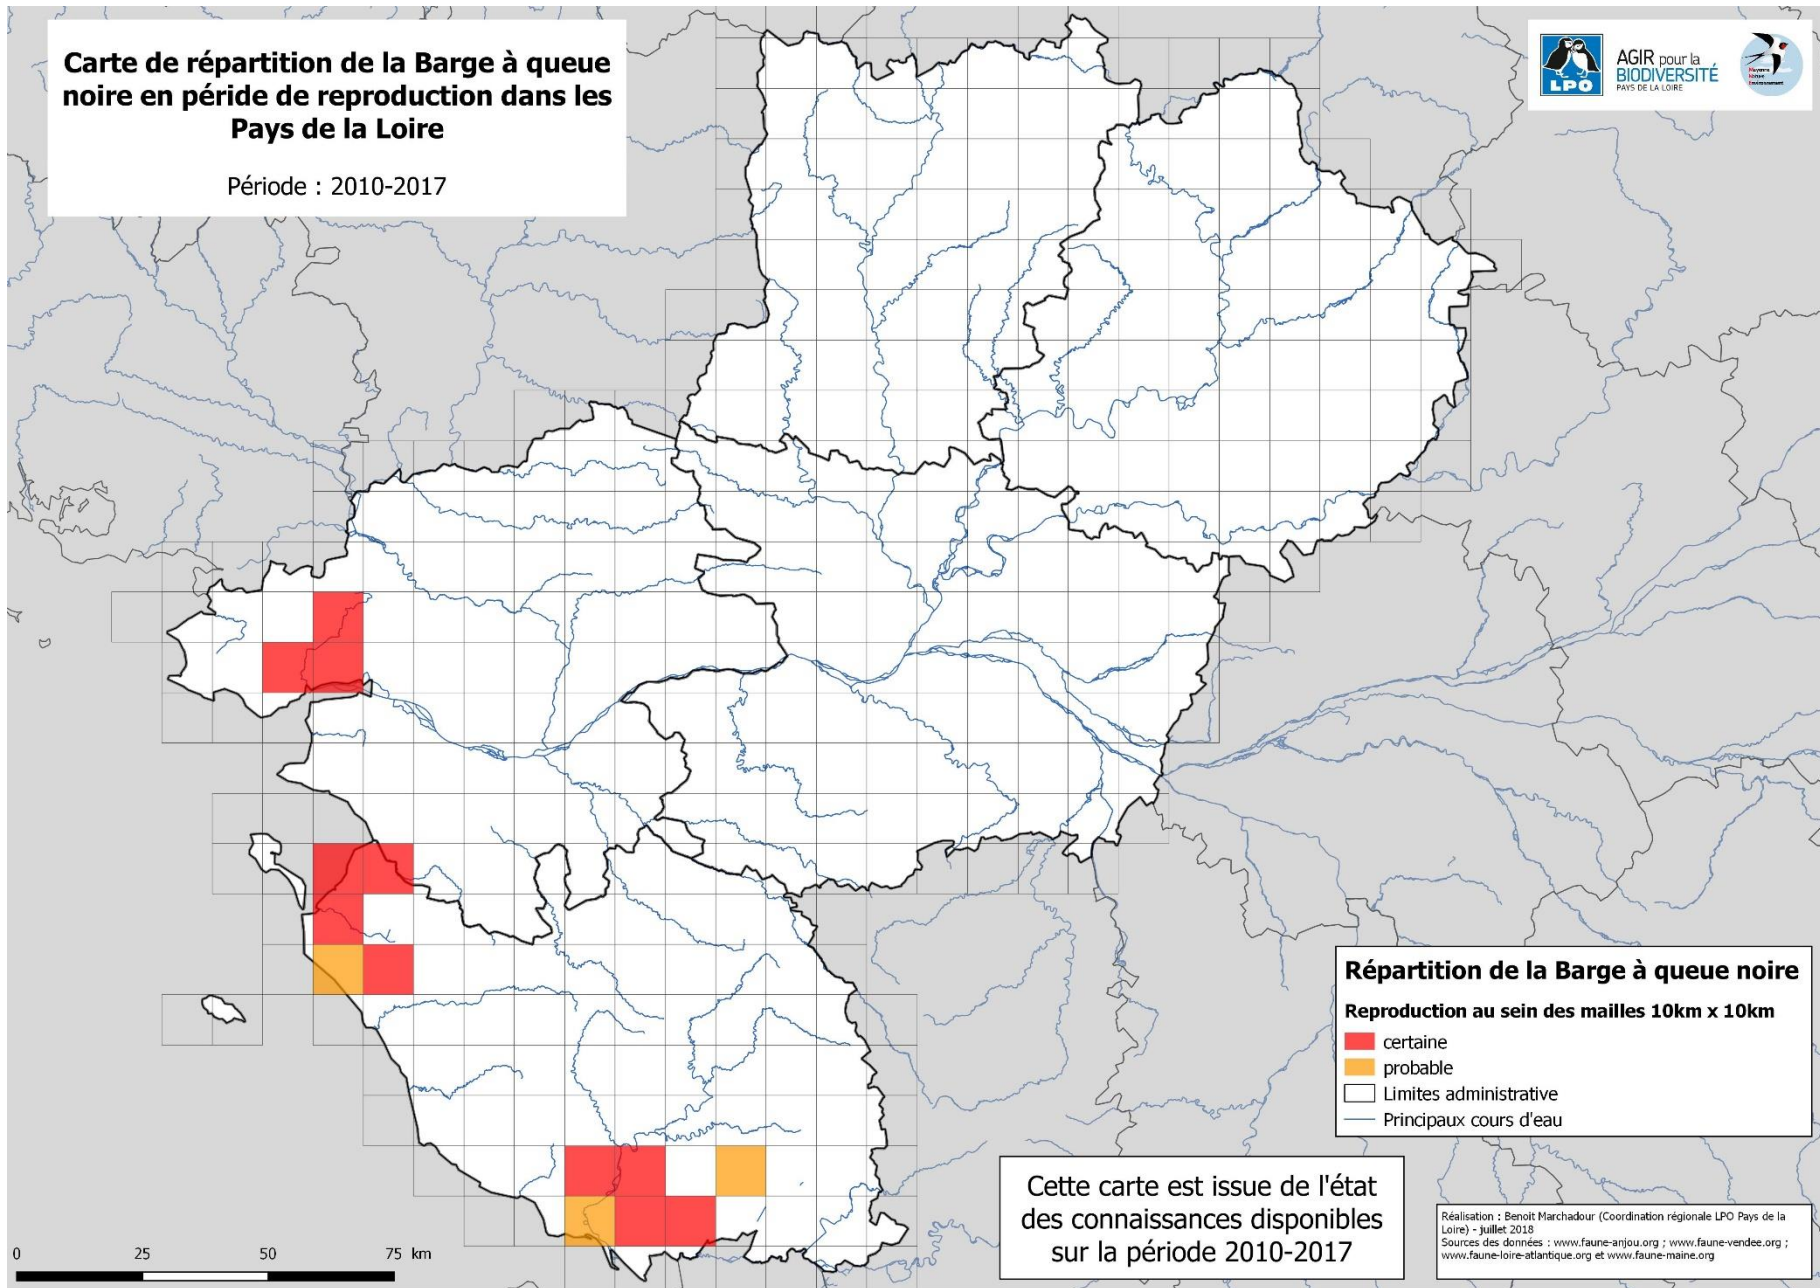 Carte de répartition de la Barge à queue
noire en péride de reproduction dans les
Pays de la Loire
Période : 2010-2017
LPO
AGIR pour la
BIODIVERSITÉ
PAYS DE LA LOIRE
Mayenne
Nature
Environnement
Répartition de la Barge à queue noire
Reproduction au sein des mailles 10km x 10km
certaine
probable
Limites administrative
Principaux cours d'eau
Cette carte est issue de l'état
des connaissances disponibles
sur la période 2010-2017
Réalisation : Benoit Marchadour (Coordination régionale LPO Pays de la
Loire) - juillet 2018
Sources des données : www.faune-anjou.org ; www.faune-vendee.org ;
www.faune-loire-atlantique.org et www.faune-maine.org
0 25 50 75 km